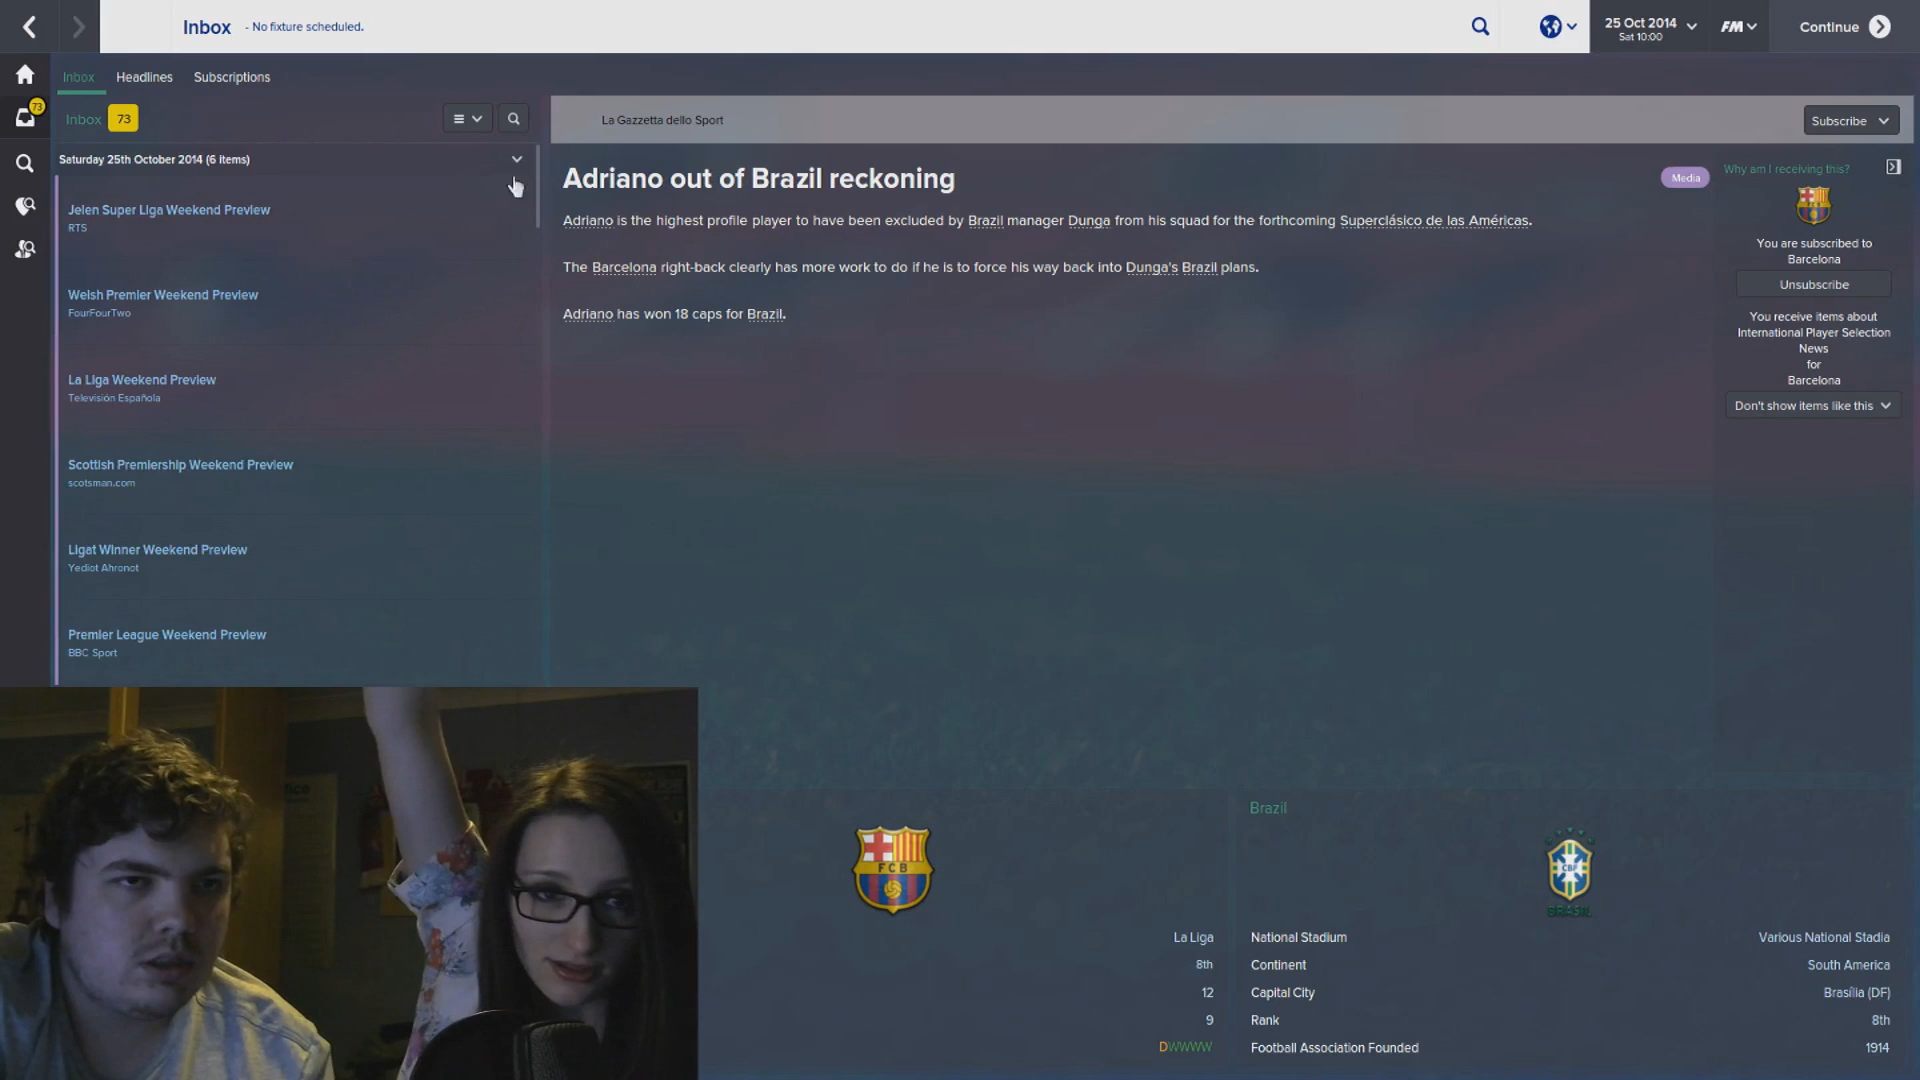 Inbox - No fixture scheduled.
25 Oct 2014
Sat 10:00
FM
Continue
73
Inbox Headlines Subscriptions
Inbox 73
Saturday 25th October 2014 (6 items)
Jelen Super Liga Weekend Preview
RTS
Welsh Premier Weekend Preview
FourFourTwo
La Liga Weekend Preview
Televisión Española
Scottish Premiership Weekend Preview
scotsman.com
Ligat Winner Weekend Preview
Yediot Ahronot
Premier League Weekend Preview
BBC Sport
La Gazzetta dello Sport
Subscribe
Adriano out of Brazil reckoning
Media
Adriano is the highest profile player to have been excluded by Brazil manager Dunga from his squad for the forthcoming Superclásico de las Américas.
The Barcelona right-back clearly has more work to do if he is to force his way back into Dunga's Brazil plans.
Adriano has won 18 caps for Brazil.
Why am I receiving this?
You are subscribed to
Barcelona
Unsubscribe
You receive items about
International Player Selection
News
for
Barcelona
Don't show items like this
FCB
La Liga
8th
12
9
DWWWW
Brazil
CBF
BRASIL
National Stadium Various National Stadia
Continent South America
Capital City Brasília (DF)
Rank 8th
Football Association Founded 1914